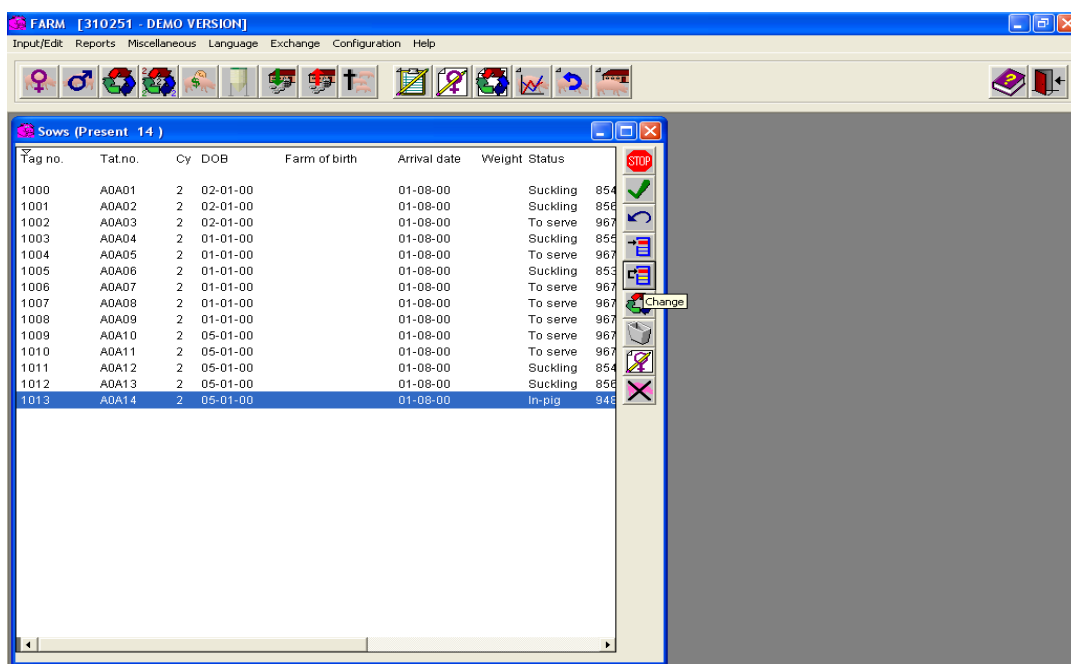 FARM [310251 - DEMO VERSION]
Input/Edit Reports Miscellaneous Language Exchange Configuration Help
Sows (Present 14 )
Tag no. Tat.no. Cy DOB Farm of birth Arrival date Weight Status
STOP
1000 A0A01 2 02-01-00 01-08-00 Suckling 854
1001 A0A02 2 02-01-00 01-08-00 Suckling 856
1002 A0A03 2 02-01-00 01-08-00 To serve 967
1003 A0A04 2 01-01-00 01-08-00 Suckling 855
1004 A0A05 2 01-01-00 01-08-00 To serve 967
1005 A0A06 2 01-01-00 01-08-00 Suckling 853
1006 A0A07 2 01-01-00 01-08-00 To serve 967
1007 A0A08 2 01-01-00 01-08-00 To serve 967
Change
1008 A0A09 2 01-01-00 01-08-00 To serve 967
1009 A0A10 2 05-01-00 01-08-00 To serve 967
1010 A0A11 2 05-01-00 01-08-00 To serve 967
1011 A0A12 2 05-01-00 01-08-00 Suckling 854
1012 A0A13 2 05-01-00 01-08-00 Suckling 856
1013 A0A14 2 05-01-00 01-08-00 In-pig 948